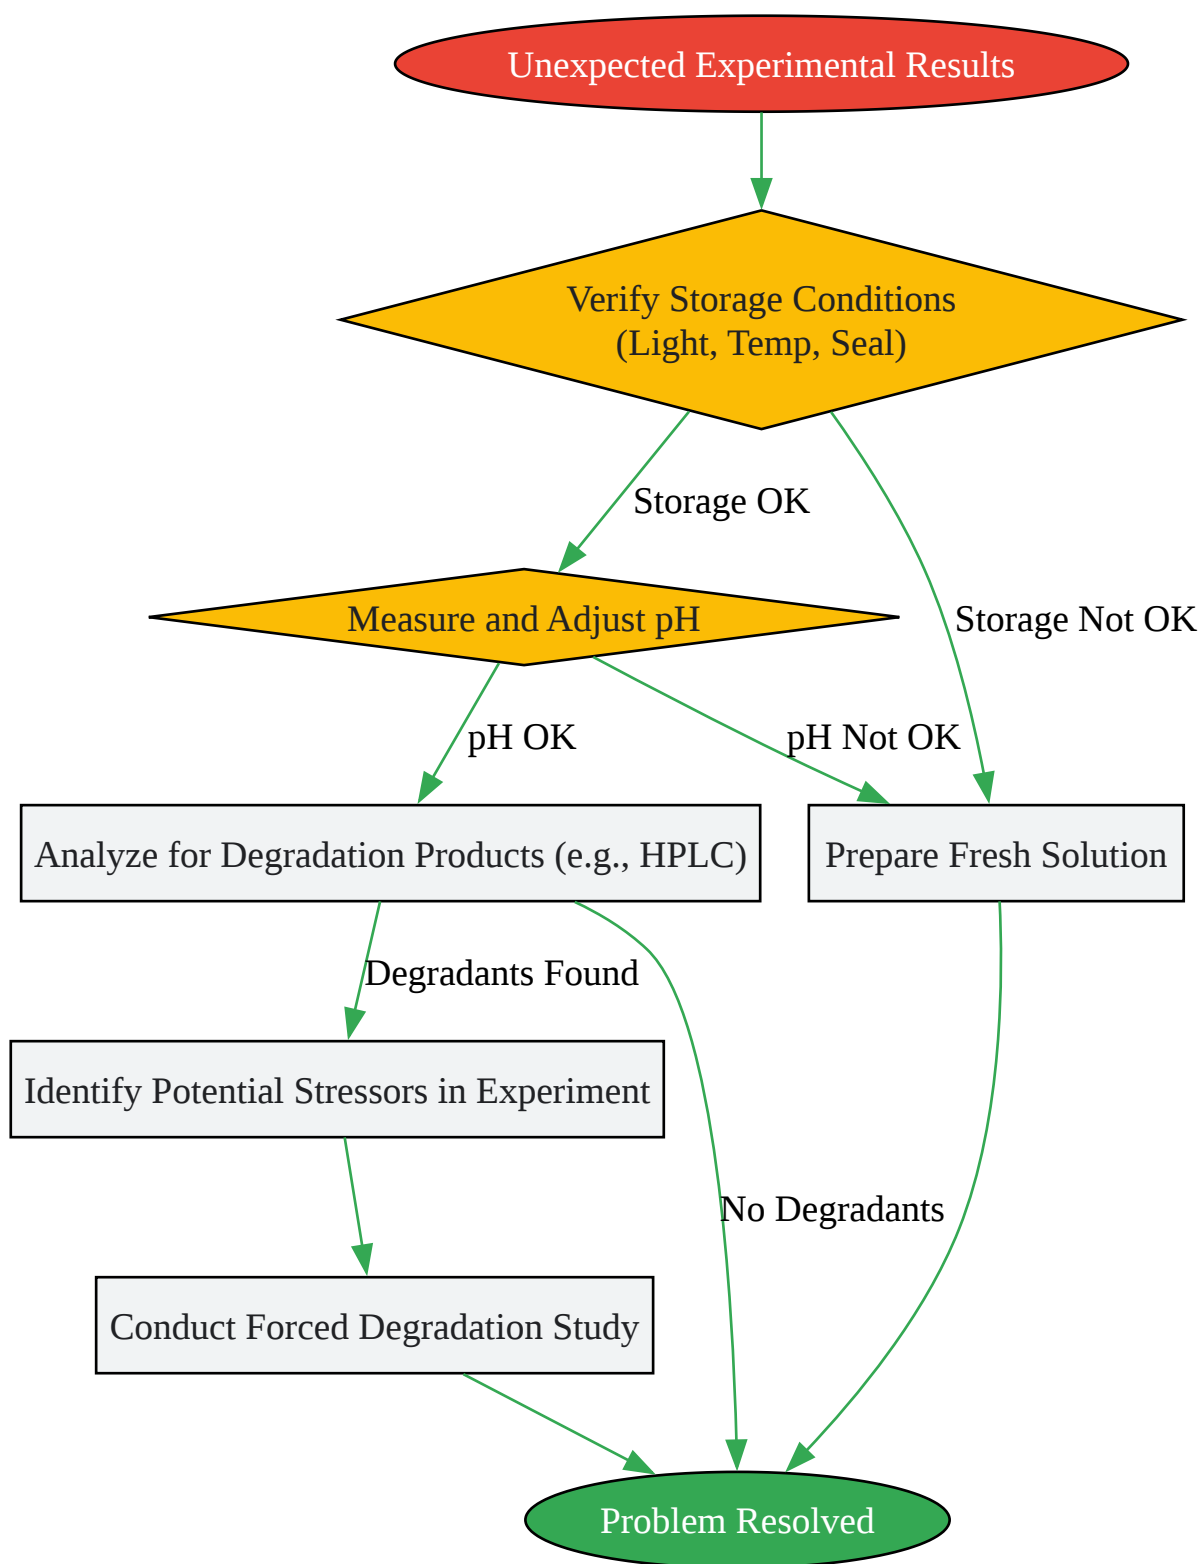 Unexpected Experimental Results
Verify Storage Conditions
(Light, Temp, Seal)
Storage OK
Measure and Adjust pH
Storage Not OK
pH OK
pH Not OK
Analyze for Degradation Products (e.g., HPLC)
Prepare Fresh Solution
Degradants Found
Identify Potential Stressors in Experiment
No Degradants
Conduct Forced Degradation Study
Problem Resolved